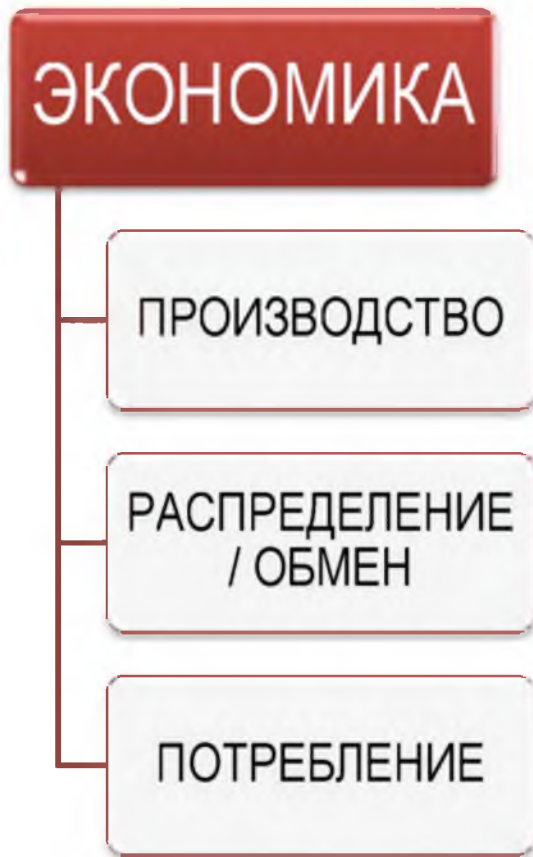 ЭКОНОМИКА
ПРОИЗВОДСТВО
РАСПРЕДЕЛЕНИЕ
/ ОБМЕН
ПОТРЕБЛЕНИЕ